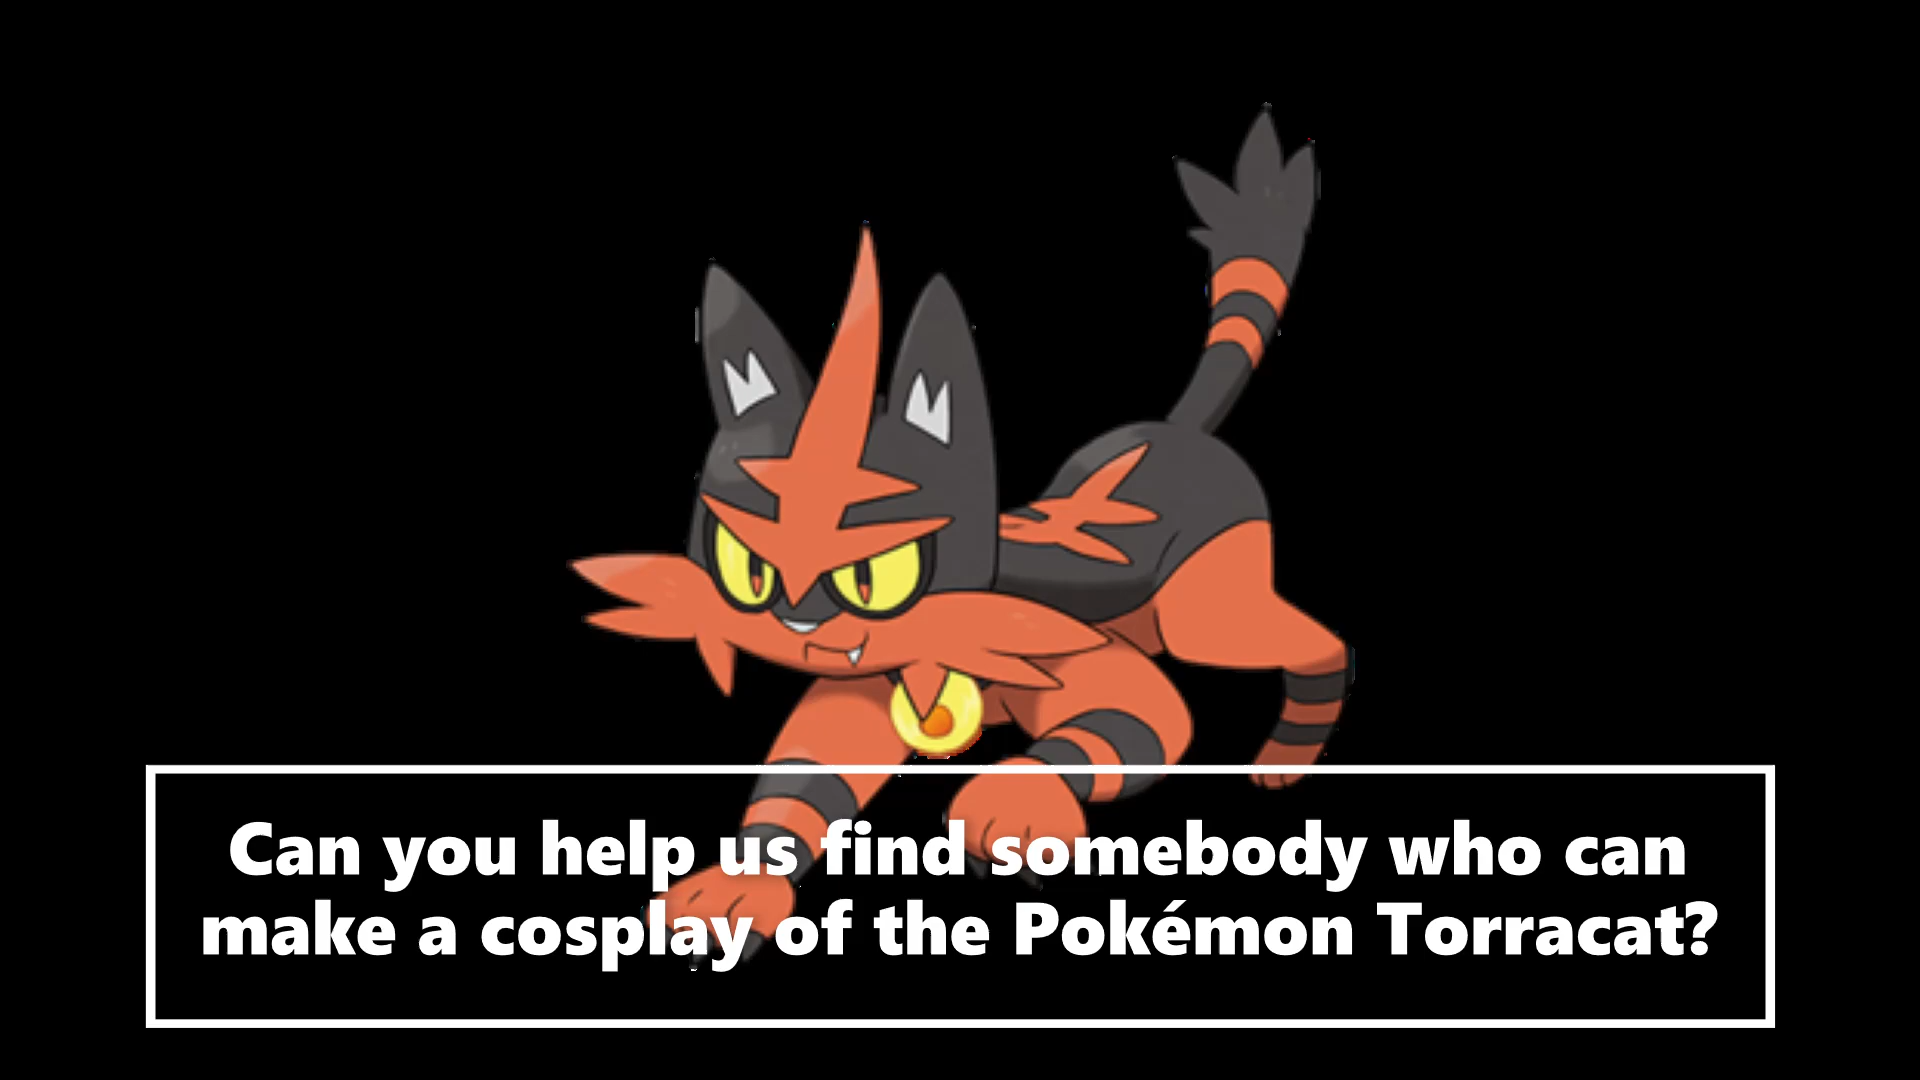 Can you help us find somebody who can
make a cosplay of the Pokémon Torracat?